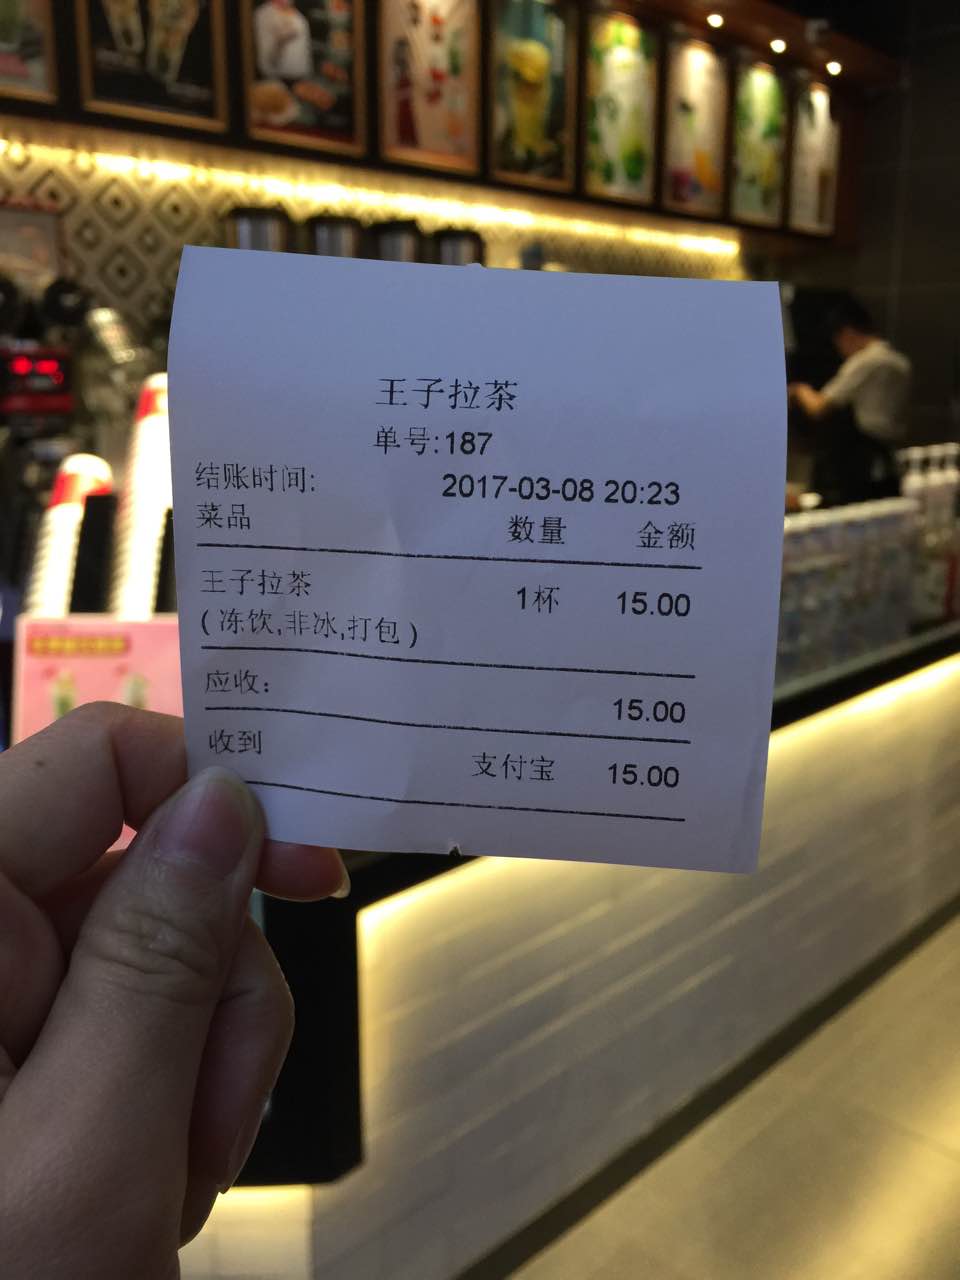 王子拉茶
单号:187
结账时间: 2017-03-08 20:23
菜品 数量 金额
王子拉茶 1杯 15.00
(冻饮,非冰,打包)
应收: 15.00
收到 支付宝 15.00